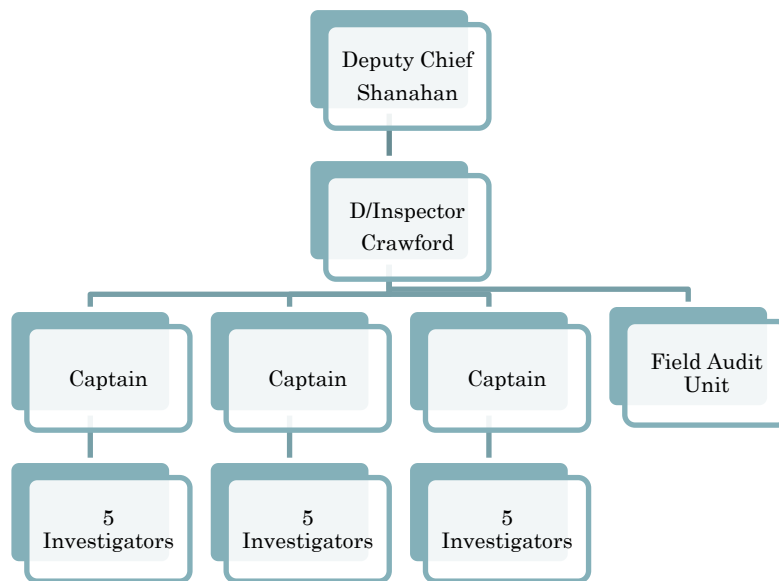 Deputy Chief
Shanahan
D/Inspector
Crawford
Captain
Captain
Captain
Field Audit
Unit
5
Investigators
5
Investigators
5
Investigators